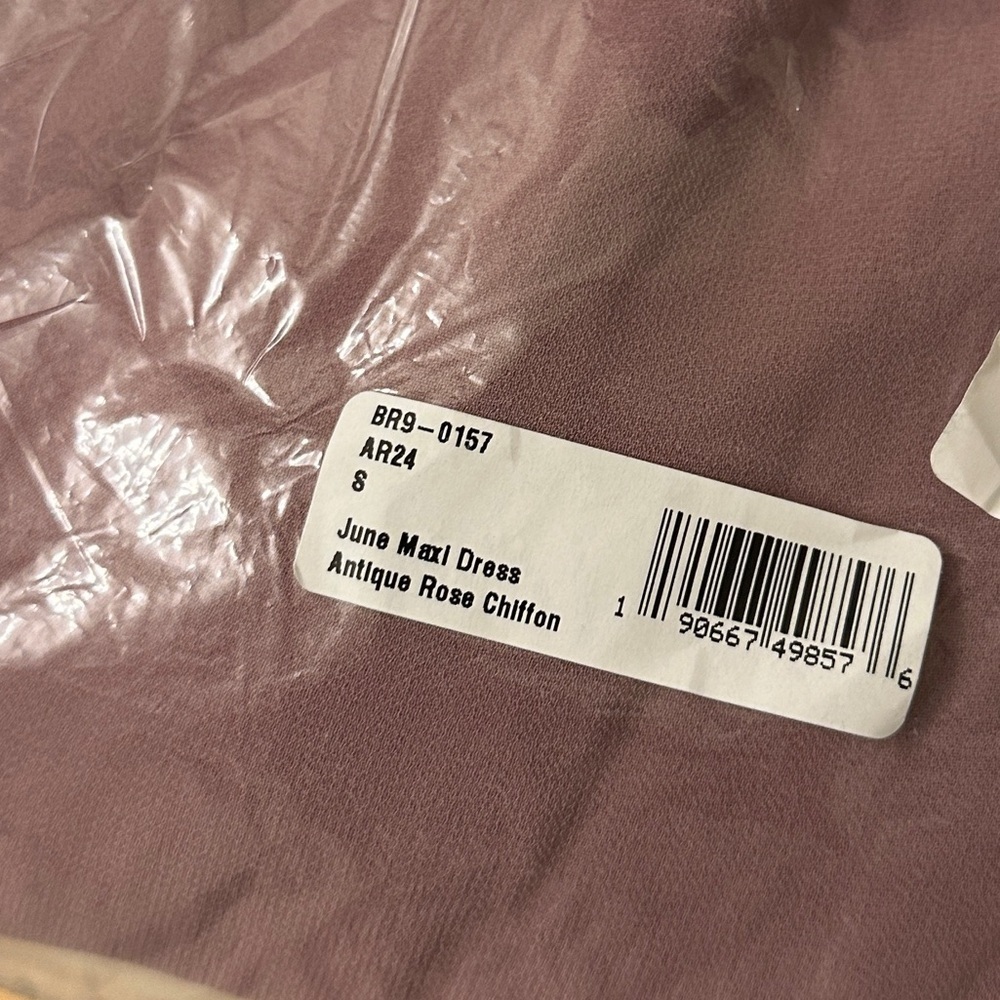 BR9-0157
AR24
S
June Maxi Dress
Antique Rose Chiffon
1 90667 49857 6